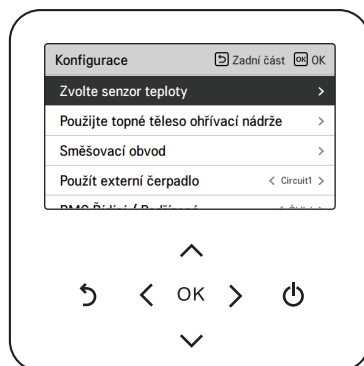 Konfigurace Zadní část OK OK
Zvolte senzor teploty
Použijte topné těleso ohřívací nádrže
Směšovací obvod
Použít externí čerpadlo < Circuit1 >
OK